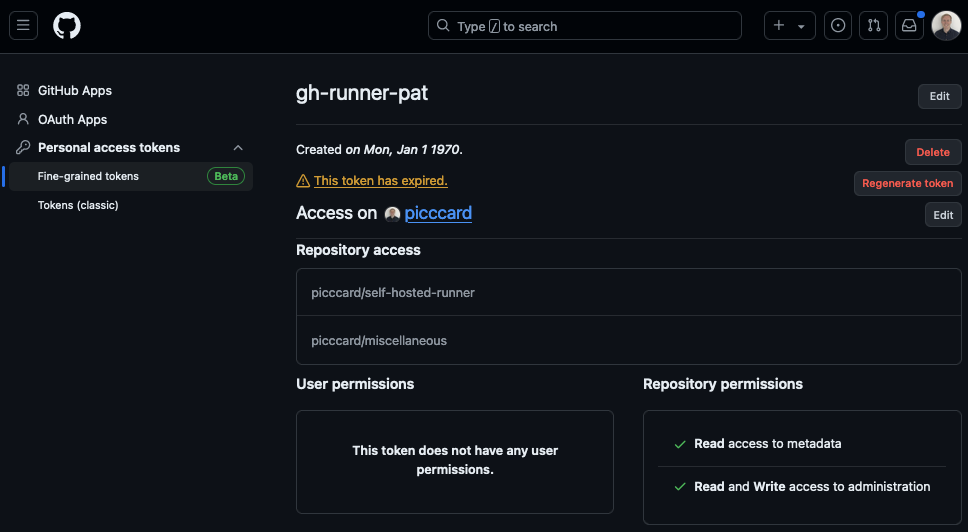 Type / to search
GitHub Apps
OAuth Apps
Personal access tokens
Fine-grained tokens Beta
Tokens (classic)
gh-runner-pat
Edit
Created on Mon, Jan 1 1970.
Delete
This token has expired.
Regenerate token
Access on picccard
Edit
Repository access
picccard/self-hosted-runner
picccard/miscellaneous
User permissions
This token does not have any user
permissions.
Repository permissions
Read access to metadata
Read and Write access to administration